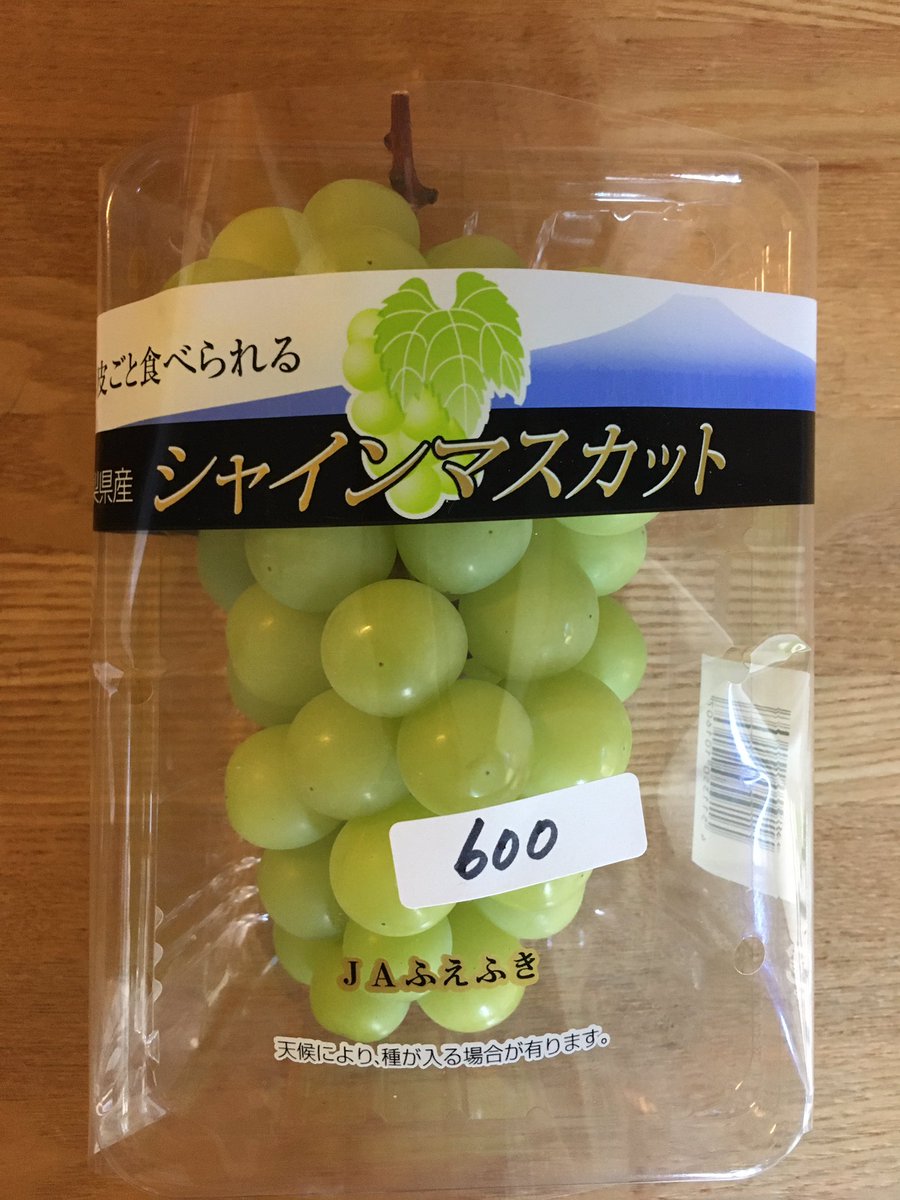 皮ごと食べられる
梨県産 シャインマスカット
600
JAふえふき
天候により、種が入る場合が有ります。